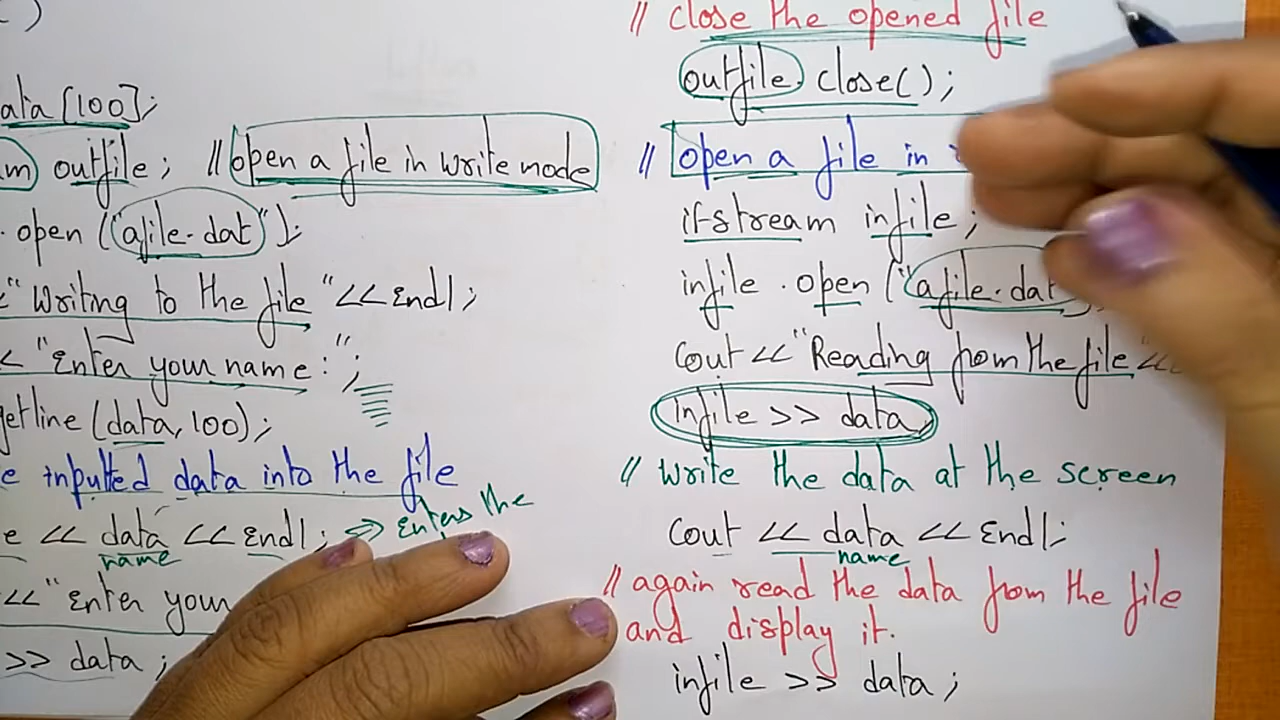 )
ata [100];
m outfile; // open a file in write mode
. open ("afile.dat");
<"Writing to the file "<< Endl;
< "Enter your name:";
getline (data, 100);
e inputted data into the file
e << data << Endl; => Enters the
name
<< "Enter your
>> data ;
// close the opened file
outfile close();
// open a file in
ifstream infile;
infile . open ("afile.dat
Cout << "Reading from the file "<<
infile >> data;
// write the data at the screen
Cout << data << Endl;
name
// again read the data from the file
and display it.
infile >> data ;